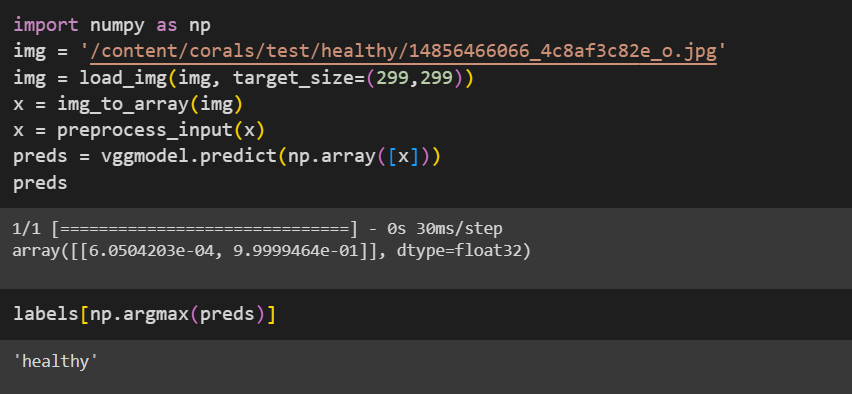 import numpy as np
img = '/content/corals/test/healthy/14856466066_4c8af3c82e_o.jpg'
img = load_img(img, target_size=(299,299))
x = img_to_array(img)
x = preprocess_input(x)
preds = vggmodel.predict(np.array([x]))
preds
1/1 [==============================] - 0s 30ms/step
array([[6.0504203e-04, 9.9999464e-01]], dtype=float32)
labels[np.argmax(preds)]
'healthy'